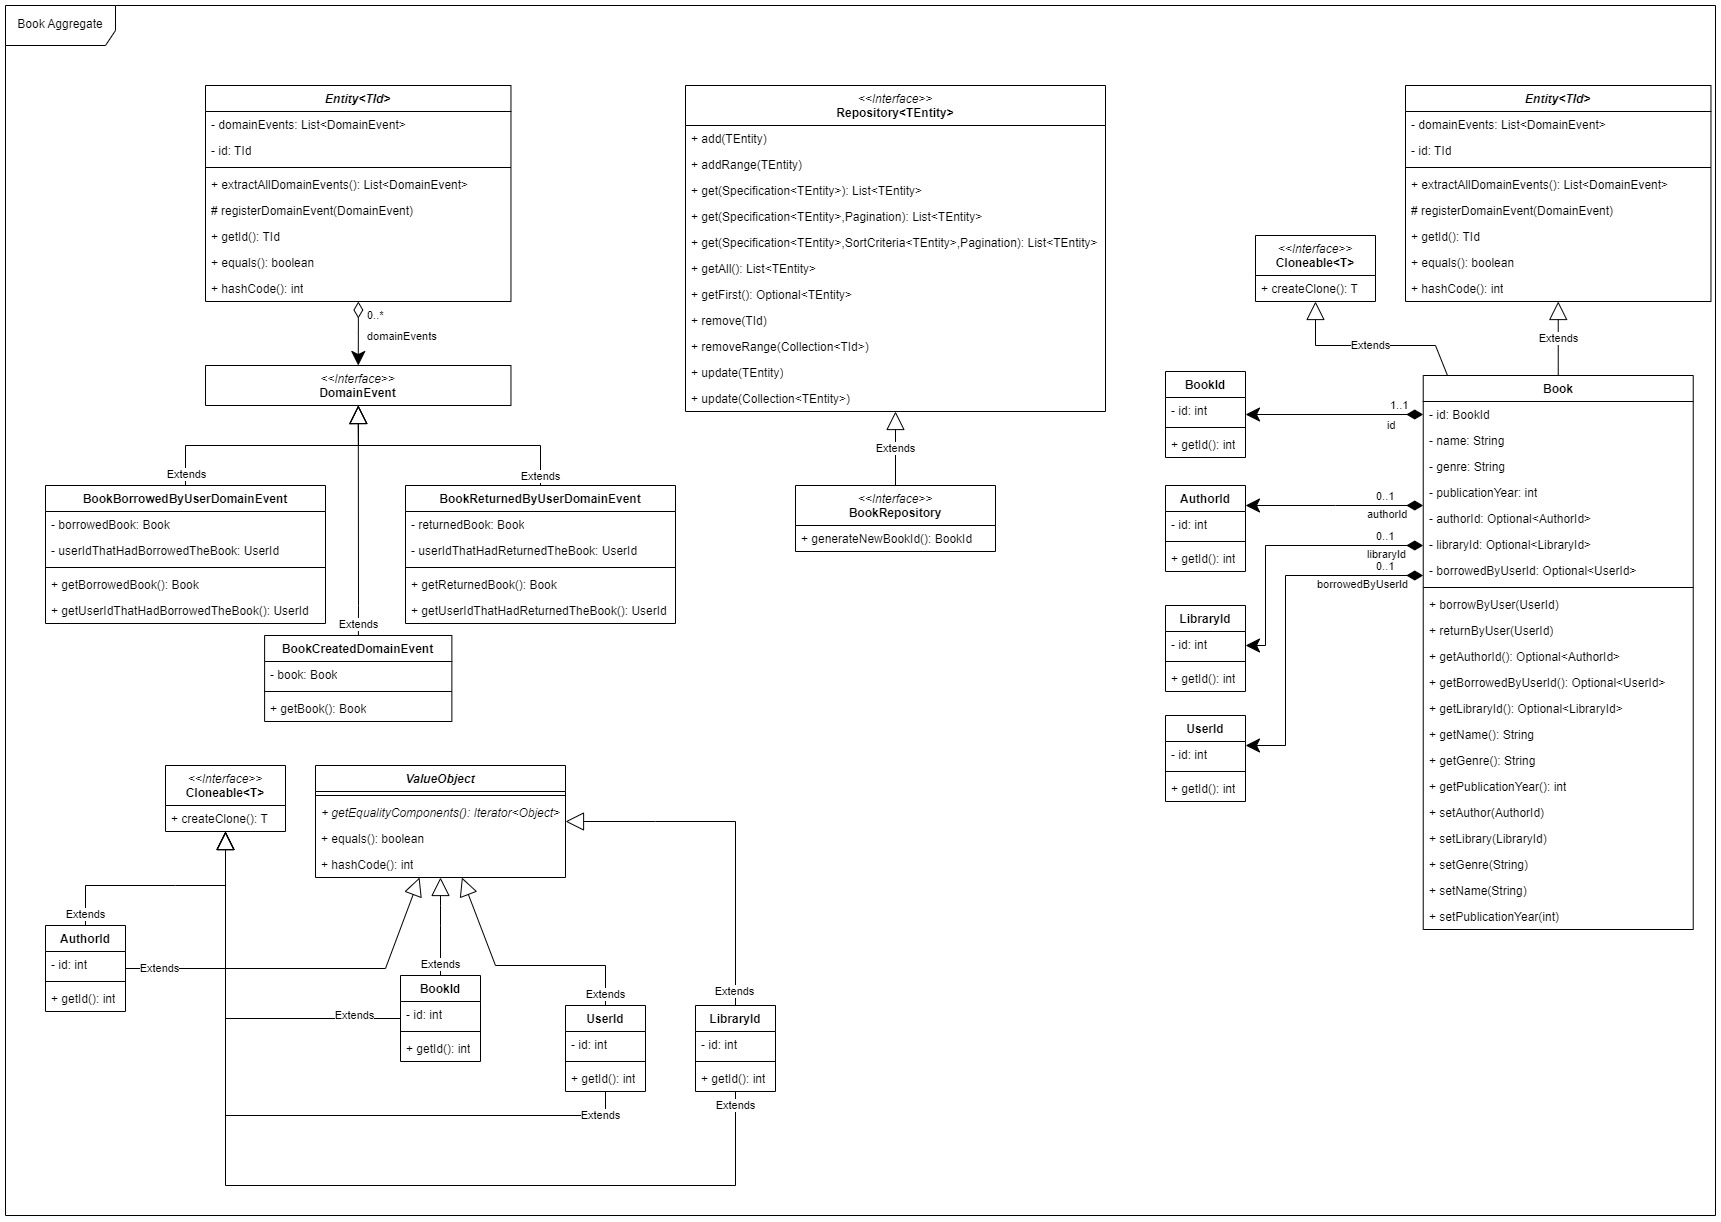 Book Aggregate
Entity<TId>
- domainEvents: List<DomainEvent>
- id: TId
+ extractAllDomainEvents(): List<DomainEvent>
# registerDomainEvent(DomainEvent)
+ getId(): TId
+ equals(): boolean
+ hashCode(): int
0..*
domainEvents
<<Interface>>
DomainEvent
Extends
Extends
BookBorrowedByUserDomainEvent
- borrowedBook: Book
- userIdThatHadBorrowedTheBook: UserId
+ getBorrowedBook(): Book
+ getUserIdThatHadBorrowedTheBook(): UserId
BookReturnedByUserDomainEvent
- returnedBook: Book
- userIdThatHadReturnedTheBook: UserId
+ getReturnedBook(): Book
+ getUserIdThatHadReturnedTheBook(): UserId
Extends
BookCreatedDomainEvent
- book: Book
+ getBook(): Book
<<Interface>>
Repository<TEntity>
+ add(TEntity)
+ addRange(TEntity)
+ get(Specification<TEntity>): List<TEntity>
+ get(Specification<TEntity>,Pagination): List<TEntity>
+ get(Specification<TEntity>,SortCriteria<TEntity>,Pagination): List<TEntity>
+ getAll(): List<TEntity>
+ getFirst(): Optional<TEntity>
+ remove(TId)
+ removeRange(Collection<TId>)
+ update(TEntity)
+ update(Collection<TEntity>)
Extends
<<Interface>>
BookRepository
+ generateNewBookId(): BookId
Entity<TId>
- domainEvents: List<DomainEvent>
- id: TId
+ extractAllDomainEvents(): List<DomainEvent>
# registerDomainEvent(DomainEvent)
+ getId(): TId
+ equals(): boolean
+ hashCode(): int
<<Interface>>
Cloneable<T>
+ createClone(): T
Extends
Extends
BookId
- id: int
+ getId(): int
1..1
id
AuthorId
- id: int
+ getId(): int
0..1
authorId
0..1
libraryId
0..1
borrowedByUserId
LibraryId
- id: int
+ getId(): int
UserId
- id: int
+ getId(): int
Book
- id: BookId
- name: String
- genre: String
- publicationYear: int
- authorId: Optional<AuthorId>
- libraryId: Optional<LibraryId>
- borrowedByUserId: Optional<UserId>
+ borrowByUser(UserId)
+ returnByUser(UserId)
+ getAuthorId(): Optional<AuthorId>
+ getBorrowedByUserId(): Optional<UserId>
+ getLibraryId(): Optional<LibraryId>
+ getName(): String
+ getGenre(): String
+ getPublicationYear(): int
+ setAuthor(AuthorId)
+ setLibrary(LibraryId)
+ setGenre(String)
+ setName(String)
+ setPublicationYear(int)
<<Interface>>
Cloneable<T>
+ createClone(): T
ValueObject
+ getEqualityComponents(): Iterator<Object>
+ equals(): boolean
+ hashCode(): int
Extends
AuthorId
- id: int
+ getId(): int
Extends
Extends
BookId
- id: int
+ getId(): int
Extends
Extends
UserId
- id: int
+ getId(): int
Extends
Extends
LibraryId
- id: int
+ getId(): int
Extends